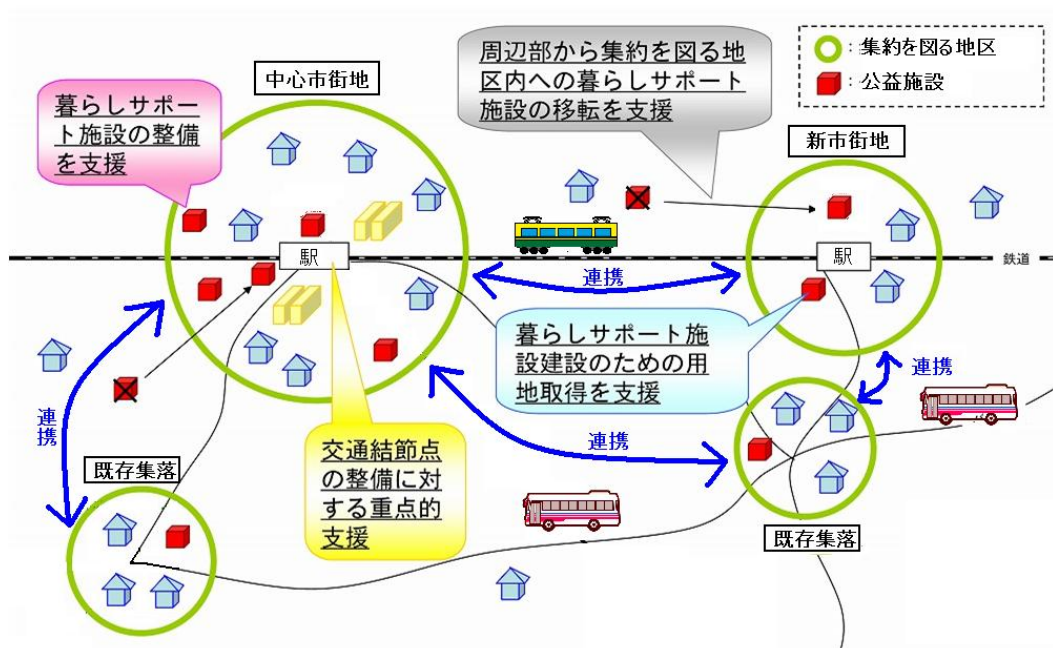 周辺部から集約を図る地
区内への暮らしサポート
施設の移転を支援
：集約を図る地区
：公益施設
中心市街地
暮らしサポ
ート施設の整備
を支援
新市街地
駅
駅
鉄道
連携
暮らしサポート施
設建設のための用
地取得を支援
連携
連携
連携
交通結節点
の整備に対
する重点的
支援
既存集落
既存集落